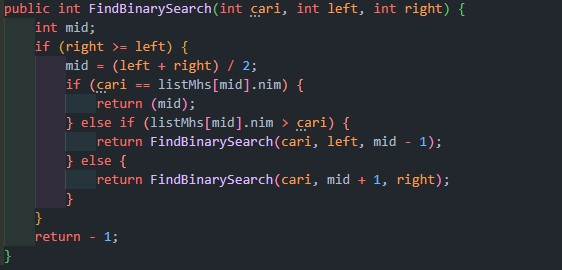 public int FindBinarySearch(int cari, int left, int right) {
    int mid;
    if (right >= left) {
        mid = (left + right) / 2;
        if (cari == listMhs[mid].nim) {
            return (mid);
        } else if (listMhs[mid].nim > cari) {
            return FindBinarySearch(cari, left, mid - 1);
        } else {
            return FindBinarySearch(cari, mid + 1, right);
        }
    }
    return - 1;
}